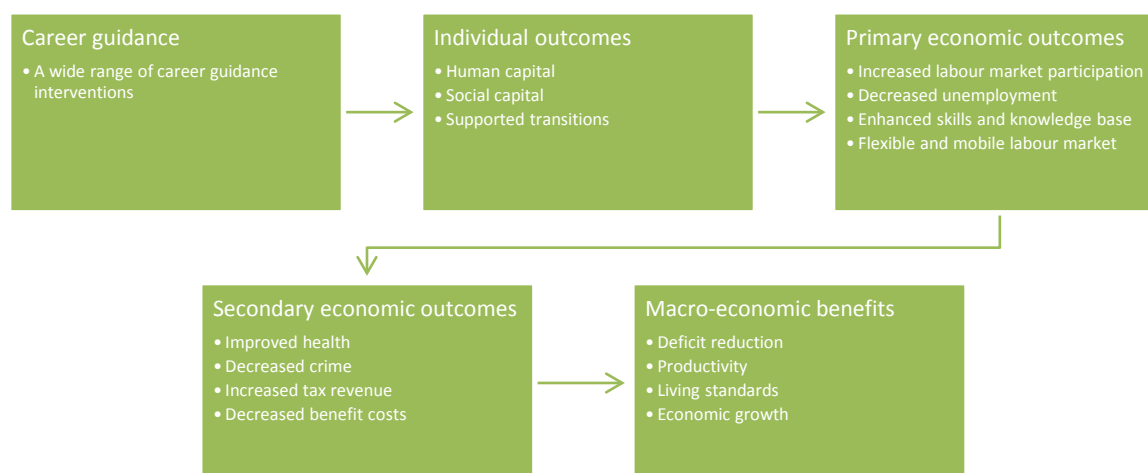 Career guidance
• A wide range of career guidance
interventions
Individual outcomes
• Human capital
• Social capital
• Supported transitions
Primary economic outcomes
• Increased labour market participation
• Decreased unemployment
• Enhanced skills and knowledge base
• Flexible and mobile labour market
Secondary economic outcomes
• Improved health
• Decreased crime
• Increased tax revenue
• Decreased benefit costs
Macro-economic benefits
• Deficit reduction
• Productivity
• Living standards
• Economic growth